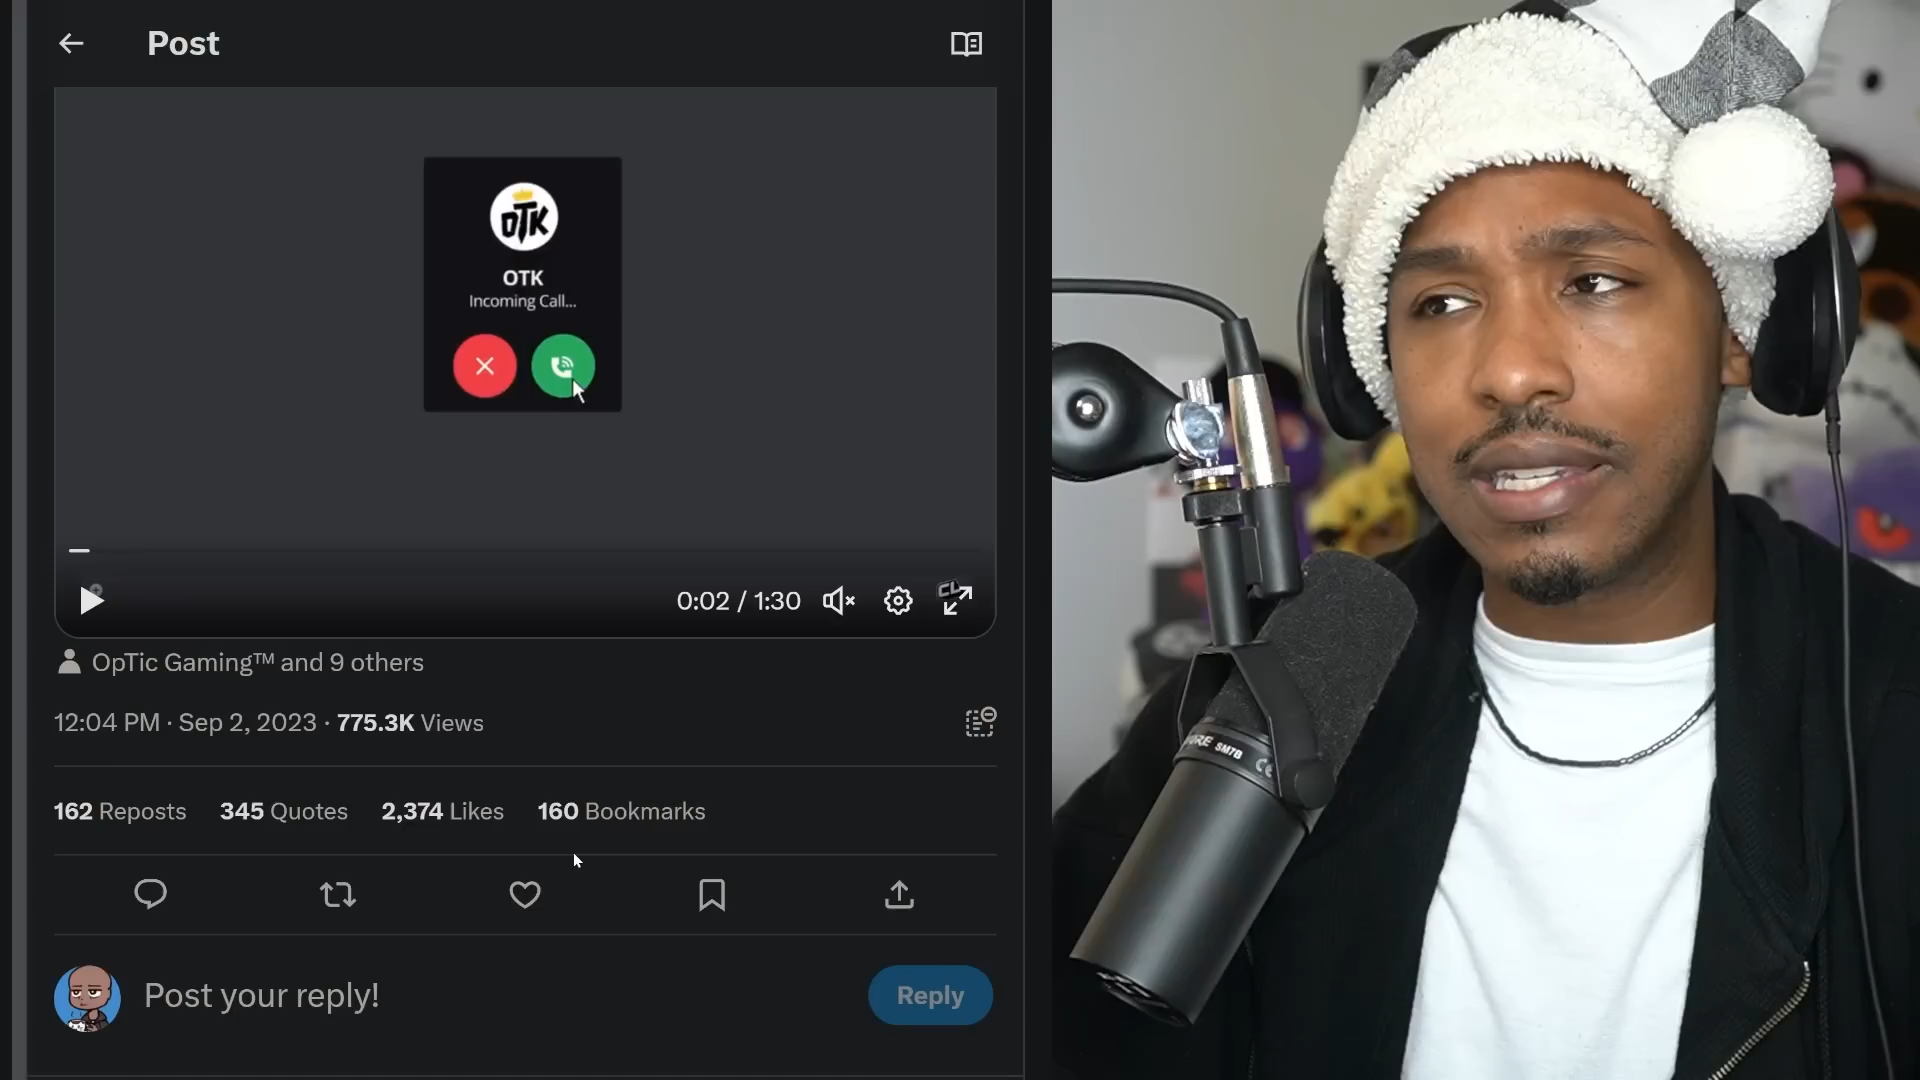 Post
OTK
OTK
Incoming Call...
0:02 / 1:30
OpTic Gaming™ and 9 others
12:04 PM · Sep 2, 2023 · 775.3K Views
162 Reposts 345 Quotes 2,374 Likes 160 Bookmarks
Post your reply!
Reply
SM7B